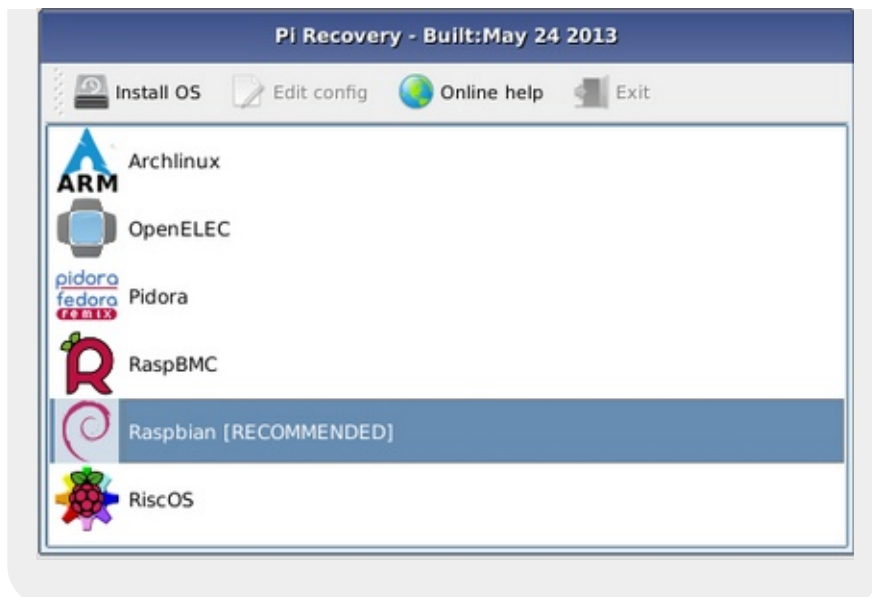 Pi Recovery - Built:May 24 2013
Install OS Edit config Online help Exit
ARM Archlinux
OpenELEC
pidora
fedora
remix
Pidora
RaspBMC
Raspbian [RECOMMENDED]
RiscOS